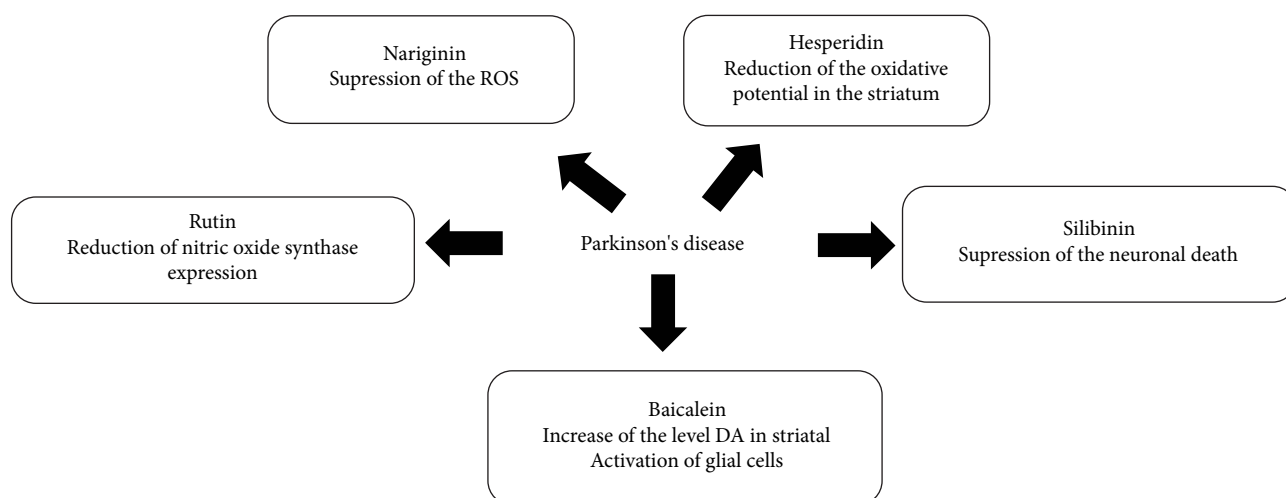 Nariginin
Supression of the ROS
Hesperidin
Reduction of the oxidative
potential in the striatum
Rutin
Reduction of nitric oxide synthase
expression
Parkinson's disease
Silibinin
Supression of the neuronal death
Baicalein
Increase of the level DA in striatal
Activation of glial cells